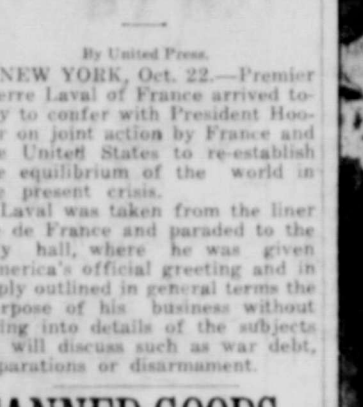 By United Press.
NEW YORK, Oct. 22.—Premier
erre Laval of France arrived to-
y to confer with President Hoo-
r on joint action by France and
e United States to re-establish
e equilibrium of the world in
e present crisis.
Laval was taken from the liner
e de France and paraded to the
y hall, where he was given
merica's official greeting and in
ply outlined in general terms the
rpose of his business without
ing into details of the subjects
will discuss such as war debt,
parations or disarmament.
ANNED GOODS